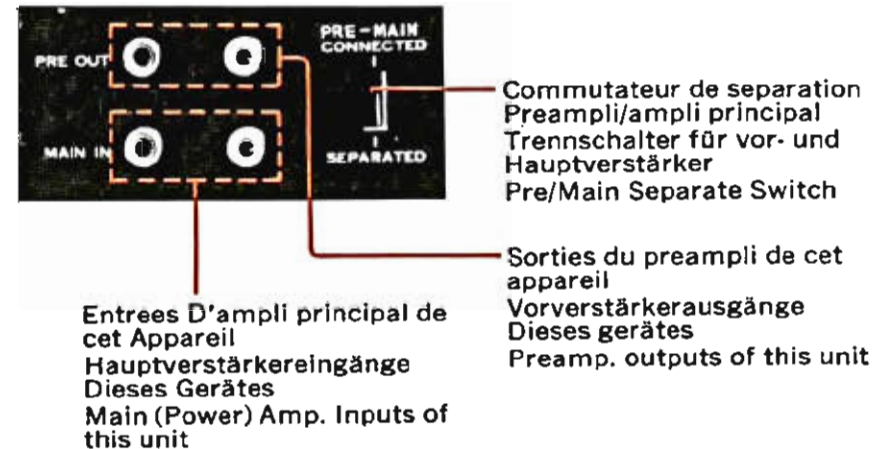 PRE-MAIN
CONNECTED
PRE OUT
MAIN IN
SEPARATED
Commutateur de separation
Preampli/ampli principal
Trennschalter für vor- und
Hauptverstärker
Pre/Main Separate Switch
Sorties du preampli de cet
appareil
Vorverstärkerausgänge
Dieses gerätes
Preamp. outputs of this unit
Entrees D'ampli principal de
cet Appareil
Hauptverstärkereingänge
Dieses Gerätes
Main (Power) Amp. Inputs of
this unit